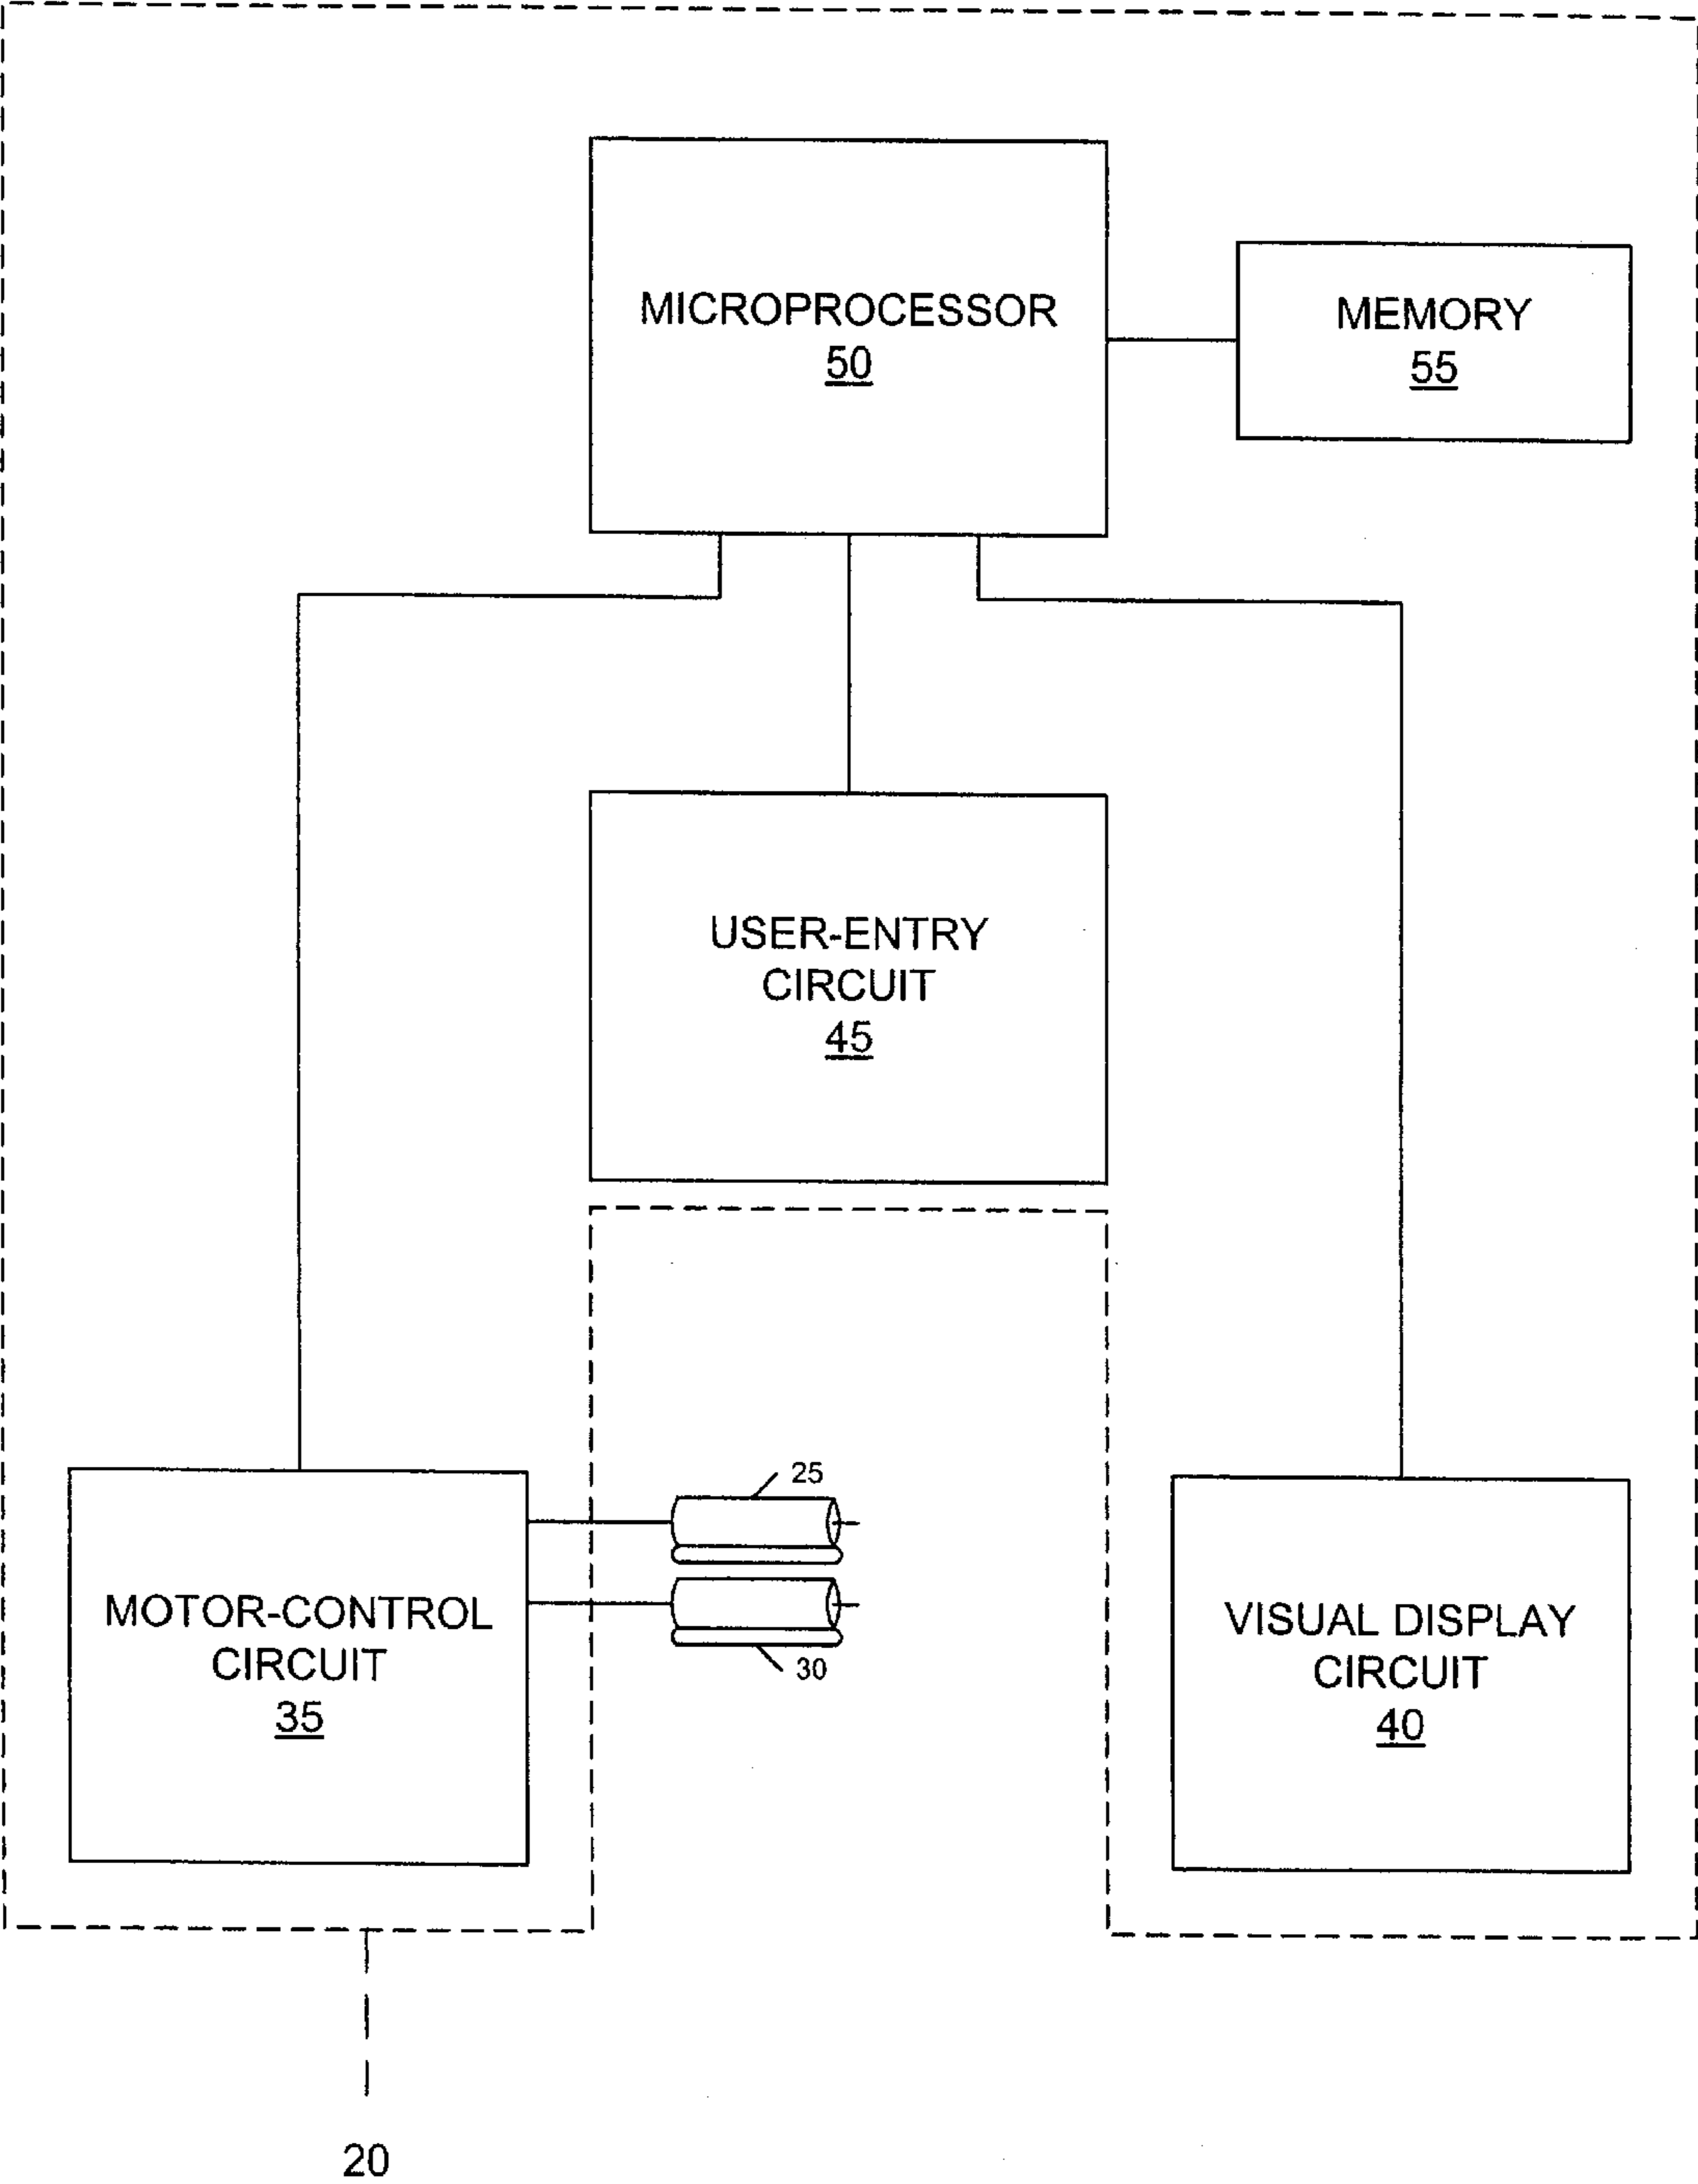 MICROPROCESSOR
50
MEMORY
55
USER-ENTRY
CIRCUIT
45
25
30
MOTOR-CONTROL
CIRCUIT
35
VISUAL DISPLAY
CIRCUIT
40
20